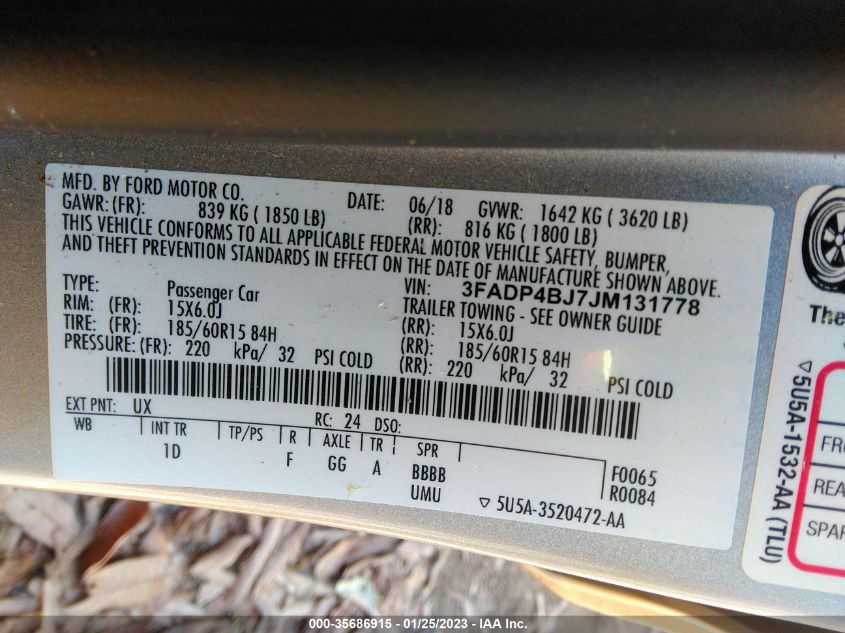 MFD. BY FORD MOTOR CO. DATE: 06/18 GVWR: 1642 KG ( 3620 LB)
GAWR: (FR): 839 KG ( 1850 LB) (RR): 816 KG ( 1800 LB)
THIS VEHICLE CONFORMS TO ALL APPLICABLE FEDERAL MOTOR VEHICLE SAFETY, BUMPER,
AND THEFT PREVENTION STANDARDS IN EFFECT ON THE DATE OF MANUFACTURE SHOWN ABOVE.
VIN: 3FADP4BJ7JM131778
TYPE: Passenger Car TRAILER TOWING - SEE OWNER GUIDE
RIM: (FR): 15X6.0J (RR): 15X6.0J
TIRE: (FR): 185/60R15 84H (RR): 185/60R15 84H
PRESSURE: (FR): 220 kPa/ 32 PSI COLD (RR): 220 kPa/ 32 PSI COLD
EXT PNT: UX RC: 24 DSO:
WB INT TR TP/PS R AXLE TR SPR
1D F GG A BBBB F0065
UMU R0084
▽ 5U5A-3520472-AA
The
▽5U5A-1532-AA (TLU)
FRO
REA
SPAR
000-35686915 - 01/25/2023 - IAA Inc.